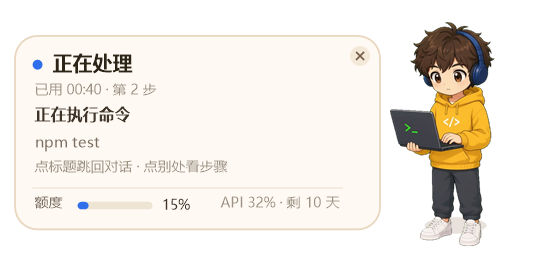 正在处理
已用 00:40 · 第 2 步
正在执行命令
npm test
点标题跳回对话 · 点别处看步骤
额度 15% API 32% · 剩 10 天
>_
</>